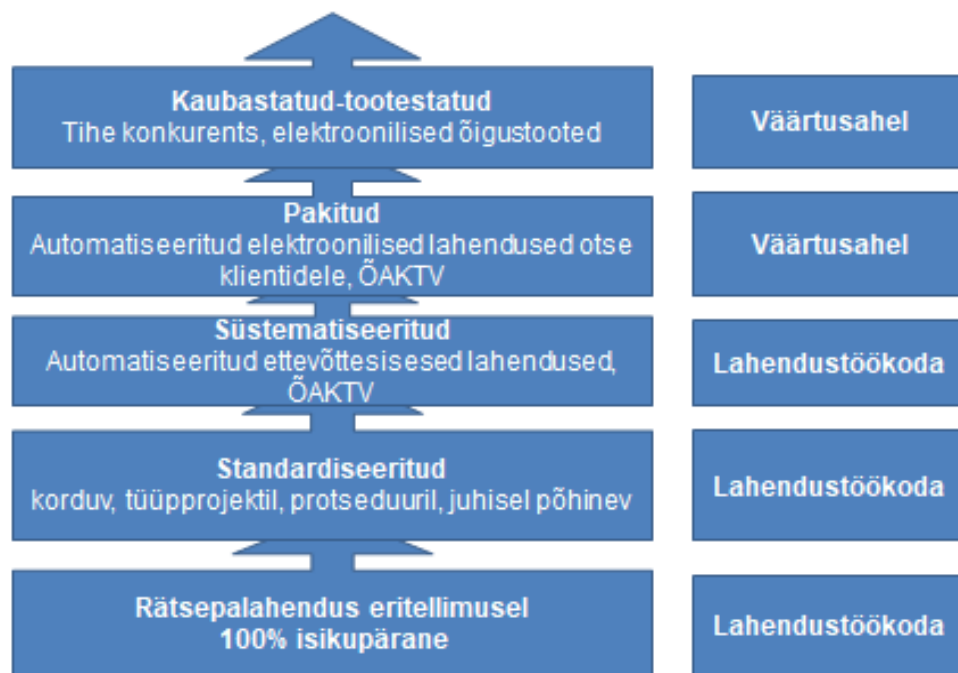 Kaubastatud-tootestatud
Tihe konkurents, elektroonilised õigustooted
Väärtusahel
Pakitud
Automatiseeritud elektroonilised lahendused otse
klientidele, ÕAKTV
Väärtusahel
Süstematiseeritud
Automatiseeritud ettevõttesisesed lahendused,
ÕAKTV
Lahendustöökoda
Standardiseeritud
korduv, tüüpprojektil, protseduuril, juhisel põhinev
Lahendustöökoda
Rätsepalahendus eritellimusel
100% isikupärane
Lahendustöökoda